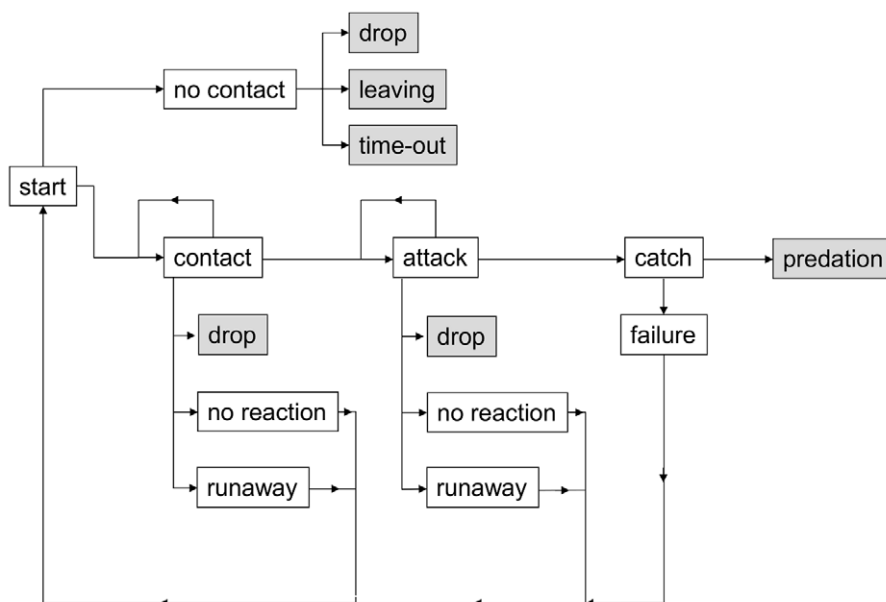 drop
no contact
leaving
time-out
start
contact
attack
catch
predation
drop
drop
failure
no reaction
no reaction
runaway
runaway